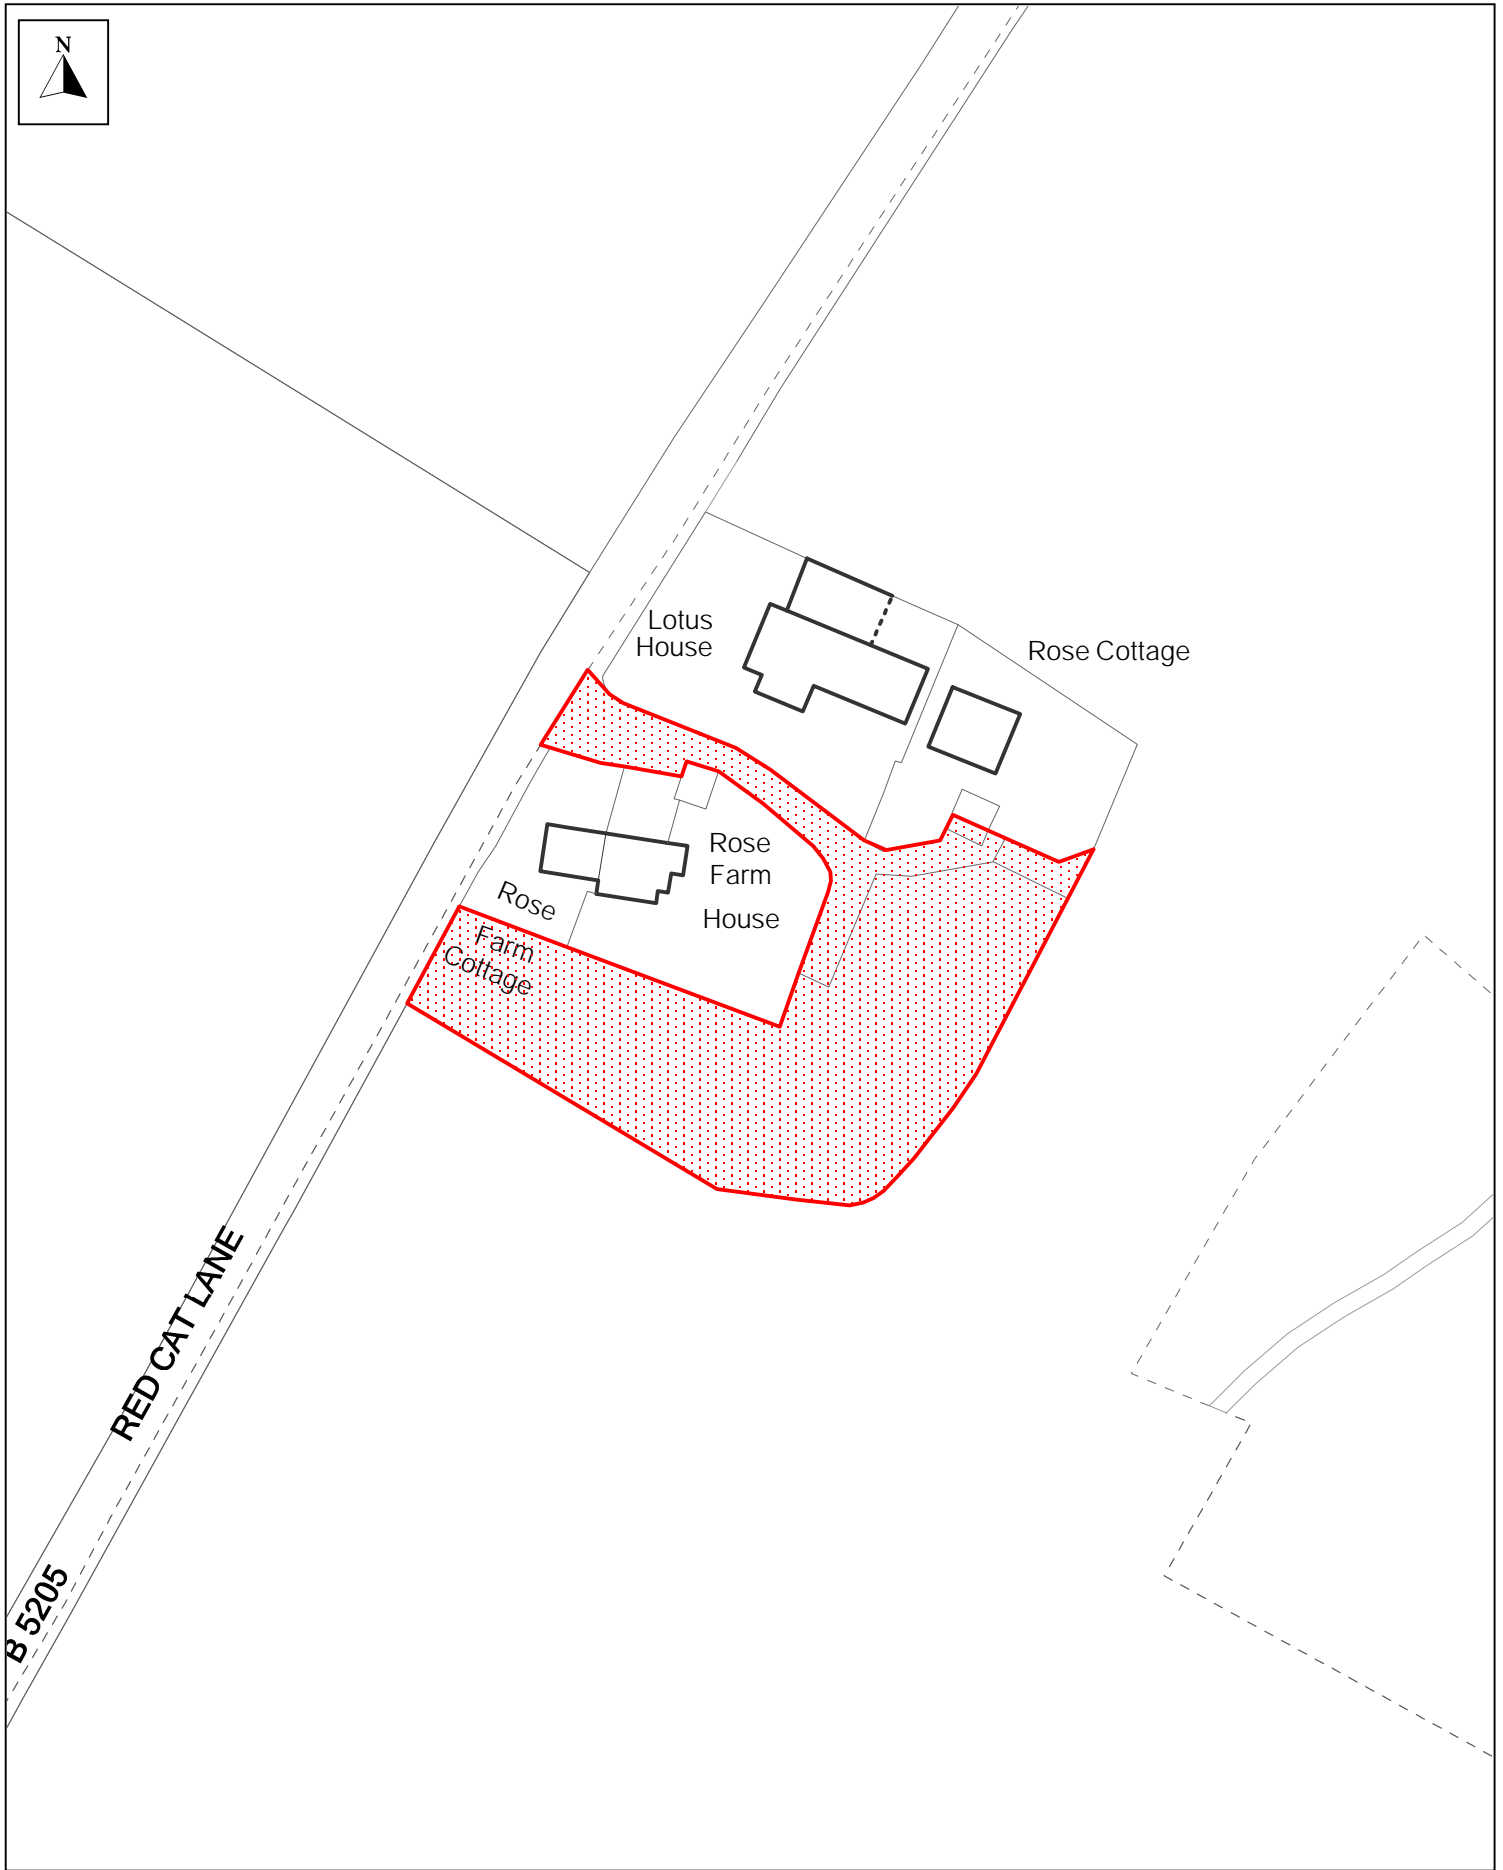 N
Lotus
House
Rose Cottage
Rose
Farm
House
Rose
Farm
Cottage
RED CAT LANE
B 5205